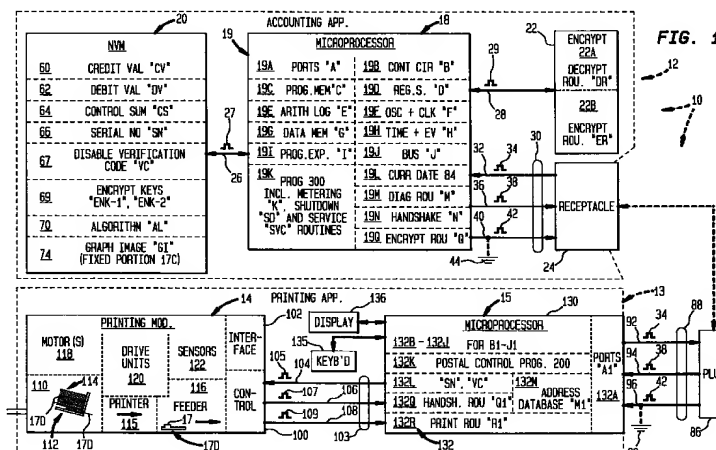 ACCOUNTING APP.
FIG. 1
20
NVM
60 CREDIT VAL "CV"
62 DEBIT VAL "DV"
64 CONTROL SUM "CS"
66 SERIAL NO "SN"
67 DISABLE VERIFICATION
CODE "VC"
69 ENCRYPT KEYS
"ENK-1", "ENK-2"
70 ALGORITHM "AL"
74 GRAPH IMAGE "GI"
(FIXED PORTION 17C)
27
26
18
19
MICROPROCESSOR
19A PORTS "A"
19B CONT CIR "B"
19C PROG.MEM"C"
19D REG.S. "D"
19E ARITH LOG "E"
19F OSC + CLK "F"
19G DATA MEM "G"
19H TIME + EV "H"
19I PROG.EXP. "I"
19J BUS "J"
19K PROG 300
INCL. METERING
"K", SHUTDOWN
"SD" AND SERVICE
"SVC" ROUTINES
19L CURR DATE 84
19M DIAG ROU "M"
19N HANDSHAKE "N"
19Q ENCRYPT ROU "Q"
29
28
22
ENCRYPT
22A
DECRYPT
ROU. "DR"
22B
ENCRYPT
ROU. "ER"
12
10
30
32
34
36
38
40
42
44
RECEPTACLE
24
PRINTING APP.
13
14
PRINTING MOD.
102
MOTOR(S)
118
DRIVE
UNITS
120
SENSORS
122
INTER-
FACE
110
114
17D
112
17D
PRINTER
115
116
FEEDER
17
17D
CONTROL
100
105
104
107
106
109
108
103
136
DISPLAY
135
KEYB'D
15
130
MICROPROCESSOR
132B - 132J
FOR B1-J1
132K POSTAL CONTROL PROG. 200
132L "SN", VC
132M
ADDRESS
DATABASE "M1"
132Q HANDSH. ROU "Q1"
132R PRINT ROU "R1"
132
PORTS "A1"
132A
88
92
34
94
38
96
42
PLU
86